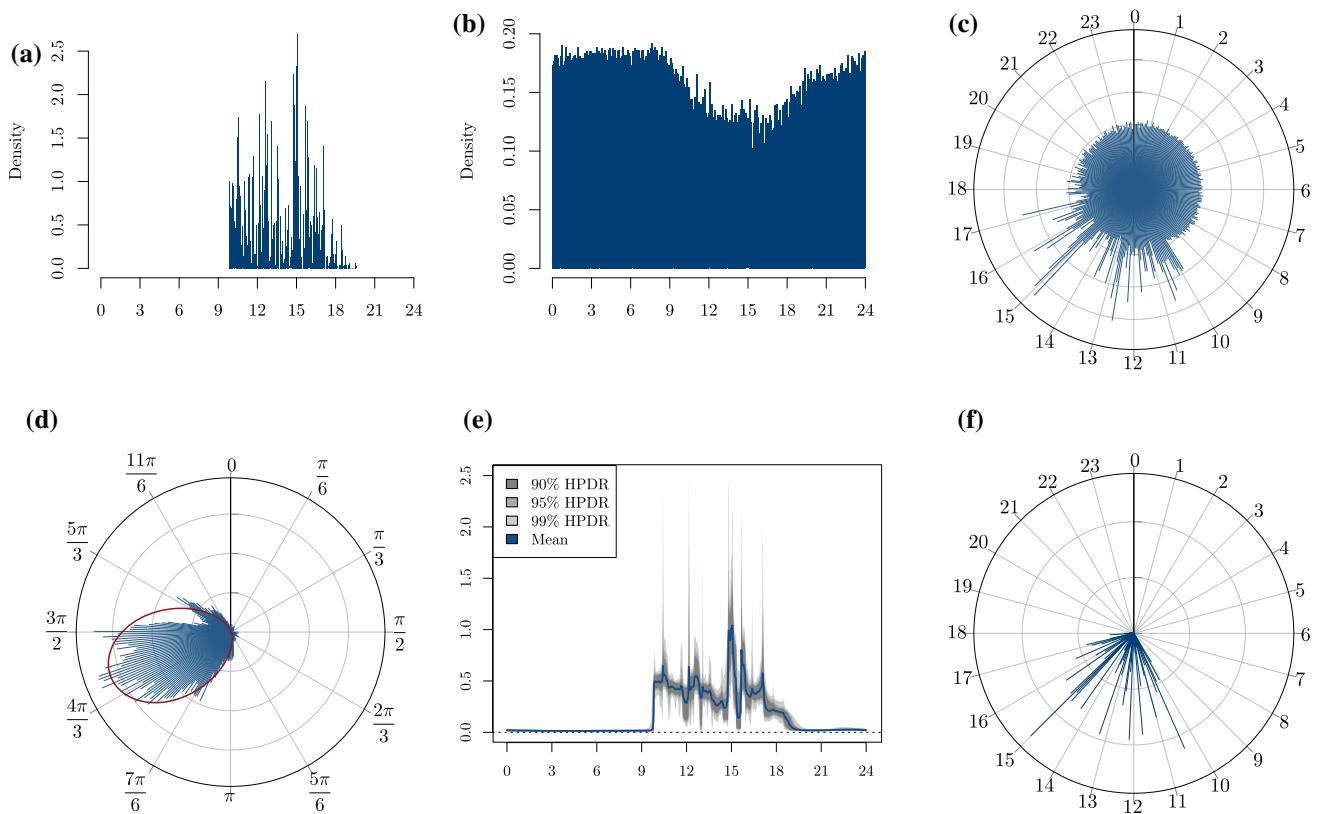 (a)
Density
0.0 0.5 1.0 1.5 2.0 2.5
0 3 6 9 12 15 18 21 24
(b)
Density
0.00 0.05 0.10 0.15 0.20
0 3 6 9 12 15 18 21 24
(c)
0 1 2 3 4 5 6 7 8 9 10 11 12 13 14 15 16 17 18 19 20 21 22 23
(d)
0
π/6
π/3
π/2
2π/3
5π/6
π
7π/6
4π/3
3π/2
5π/3
11π/6
(e)
90% HPDR
95% HPDR
99% HPDR
Mean
0.0 0.5 1.0 1.5 2.0 2.5
0 3 6 9 12 15 18 21 24
(f)
0 1 2 3 4 5 6 7 8 9 10 11 12 13 14 15 16 17 18 19 20 21 22 23